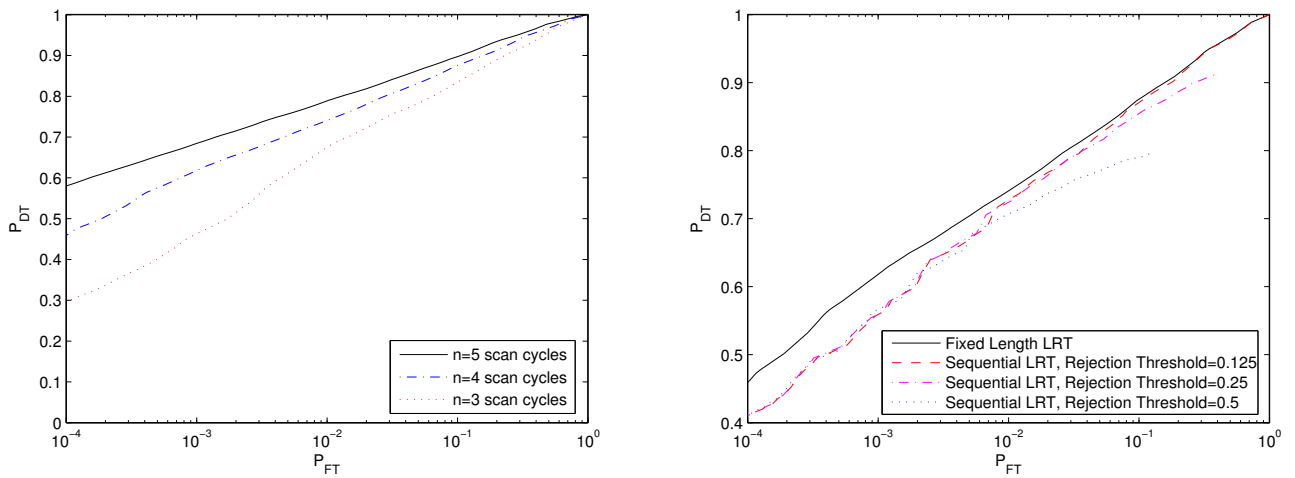 1
0.9
0.8
0.7
0.6
0.5
0.4
0.3
0.2
0.1
0
P_DT
10^-4
10^-3
10^-2
10^-1
10^0
P_FT
n=5 scan cycles
n=4 scan cycles
n=3 scan cycles
1
0.9
0.8
0.7
0.6
0.5
0.4
P_DT
10^-4
10^-3
10^-2
10^-1
10^0
P_FT
Fixed Length LRT
Sequential LRT, Rejection Threshold=0.125
Sequential LRT, Rejection Threshold=0.25
Sequential LRT, Rejection Threshold=0.5